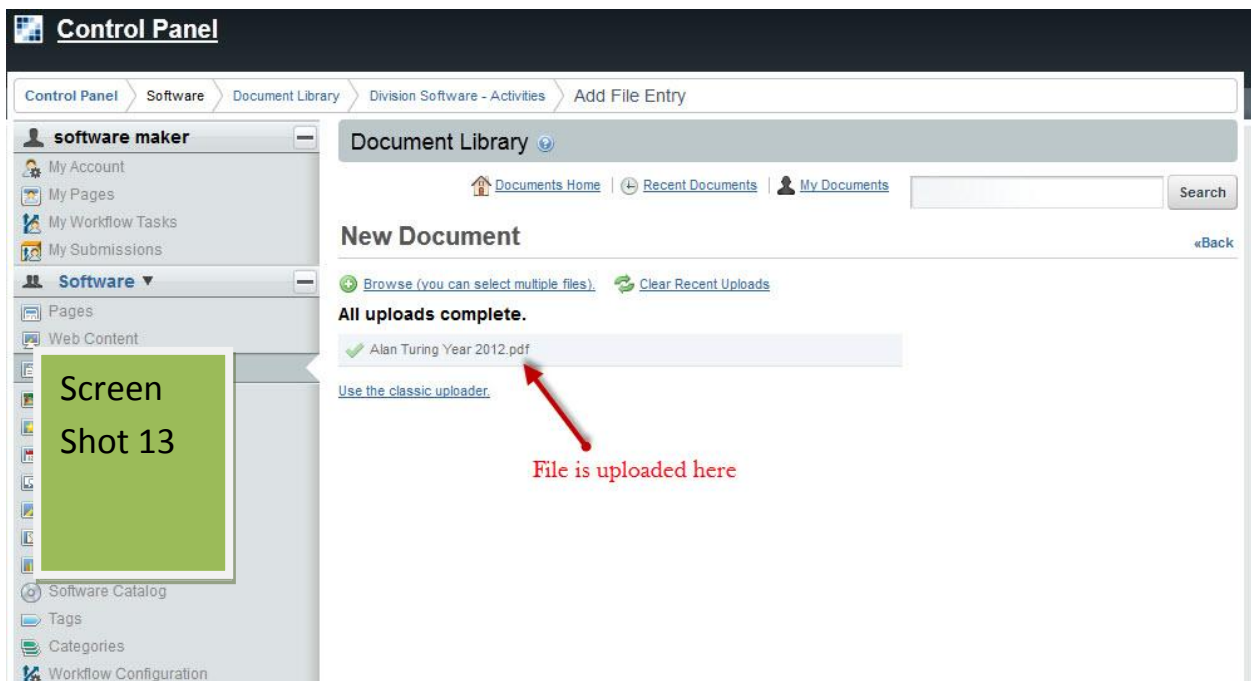 Control Panel
Control Panel Software Document Library Division Software - Activities Add File Entry
software maker
My Account
My Pages
My Workflow Tasks
My Submissions
Software ▼
Pages
Web Content
Screen
Shot 13
Software Catalog
Tags
Categories
Workflow Configuration
Document Library
Documents Home | Recent Documents | My Documents Search
New Document
«Back
Browse (you can select multiple files). Clear Recent Uploads
All uploads complete.
Alan Turing Year 2012.pdf
Use the classic uploader.
File is uploaded here